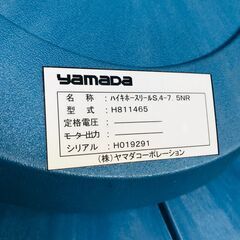 yamada
名 称 : ハイキホースリールS,4-7.5NR
型 式 : H811465
定格電圧 :
モーター出力 :
シリアル : H019291
(株)ヤマダコーポレーション